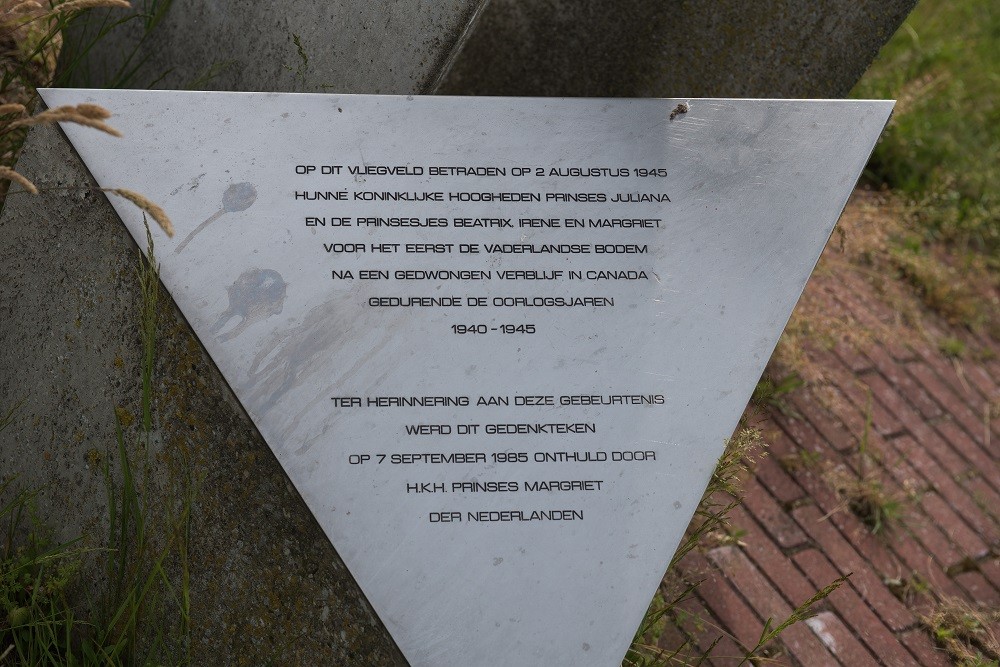 OP DIT VLIEGVELD BETRADEN OP 2 AUGUSTUS 1945
HUNNE KONINKLIJKE HOOGHEDEN PRINSES JULIANA
EN DE PRINSESJES BEATRIX, IRENE EN MARGRIET
VOOR HET EERST DE VADERLANDSE BODEM
NA EEN GEDWONGEN VERBLIJF IN CANADA
GEDURENDE DE OORLOGSJAREN
1940 - 1945
TER HERINNERING AAN DEZE GEBEURTENIS
WERD DIT GEDENKTEKEN
OP 7 SEPTEMBER 1985 ONTHULD DOOR
H.K.H. PRINSES MARGRIET
DER NEDERLANDEN